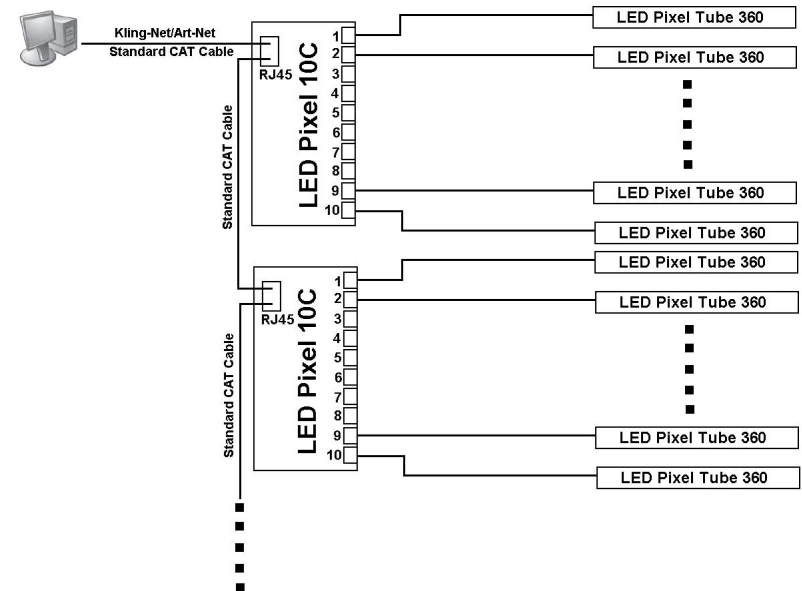 Kling-Net/Art-Net
Standard CAT Cable
RJ45
LED Pixel 10C
1
2
3
4
5
6
7
8
9
10
LED Pixel Tube 360
LED Pixel Tube 360
LED Pixel Tube 360
LED Pixel Tube 360
Standard CAT Cable
RJ45
LED Pixel 10C
1
2
3
4
5
6
7
8
9
10
LED Pixel Tube 360
LED Pixel Tube 360
LED Pixel Tube 360
LED Pixel Tube 360
Standard CAT Cable